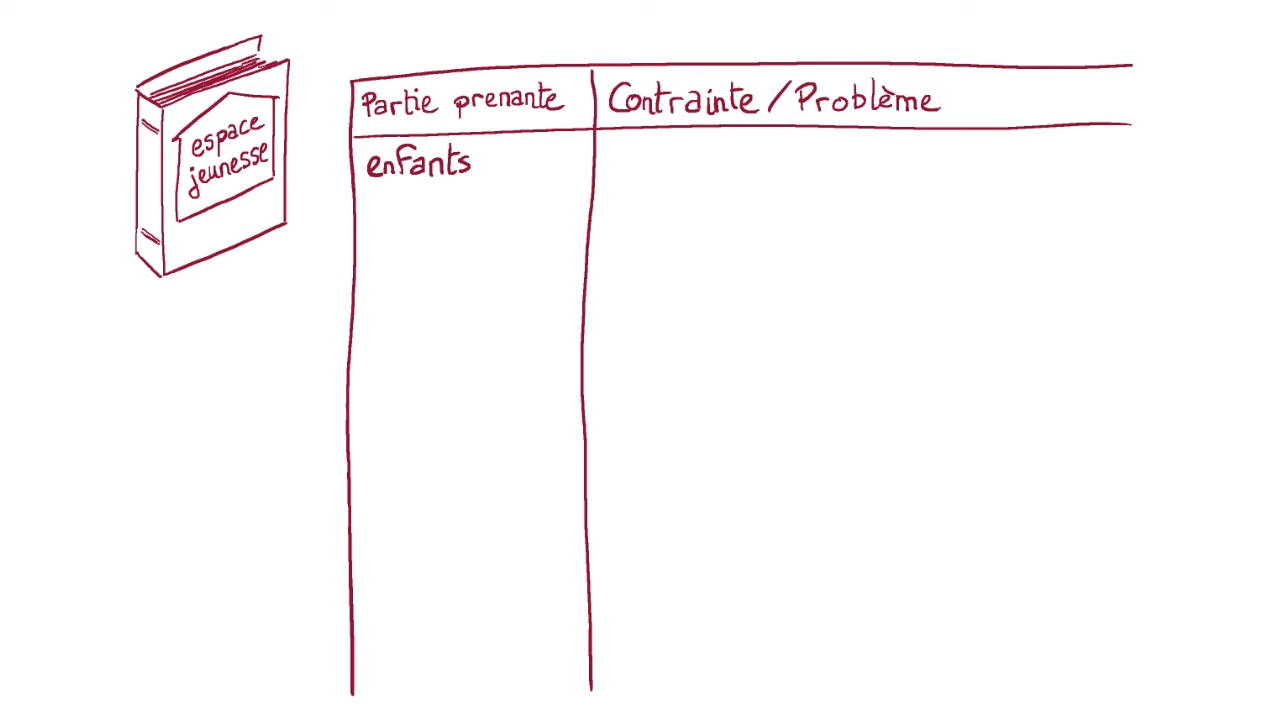 espace
jeunesse
Partie prenante
Contrainte / Problème
enfants